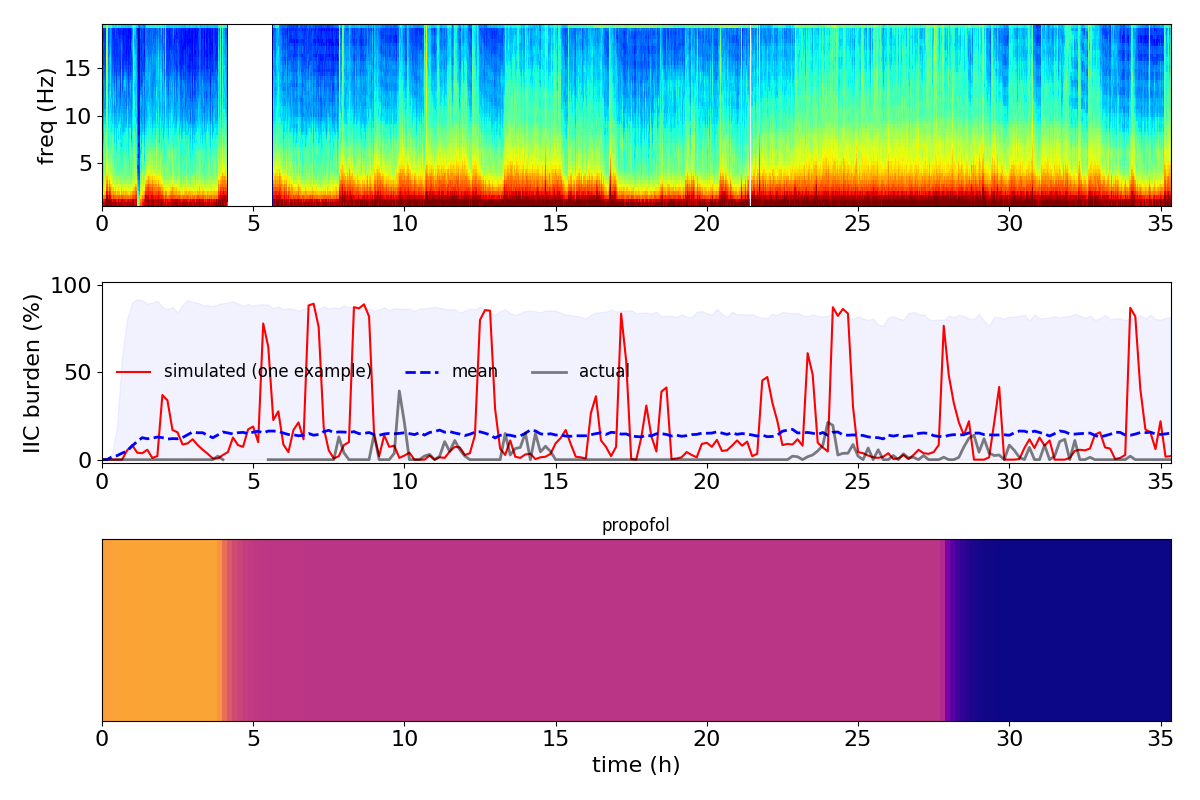 freq (Hz)
15
10
5
0 5 10 15 20 25 30 35
IIC burden (%)
100
50
0
simulated (one example) mean actual
0 5 10 15 20 25 30 35
propofol
0 5 10 15 20 25 30 35
time (h)